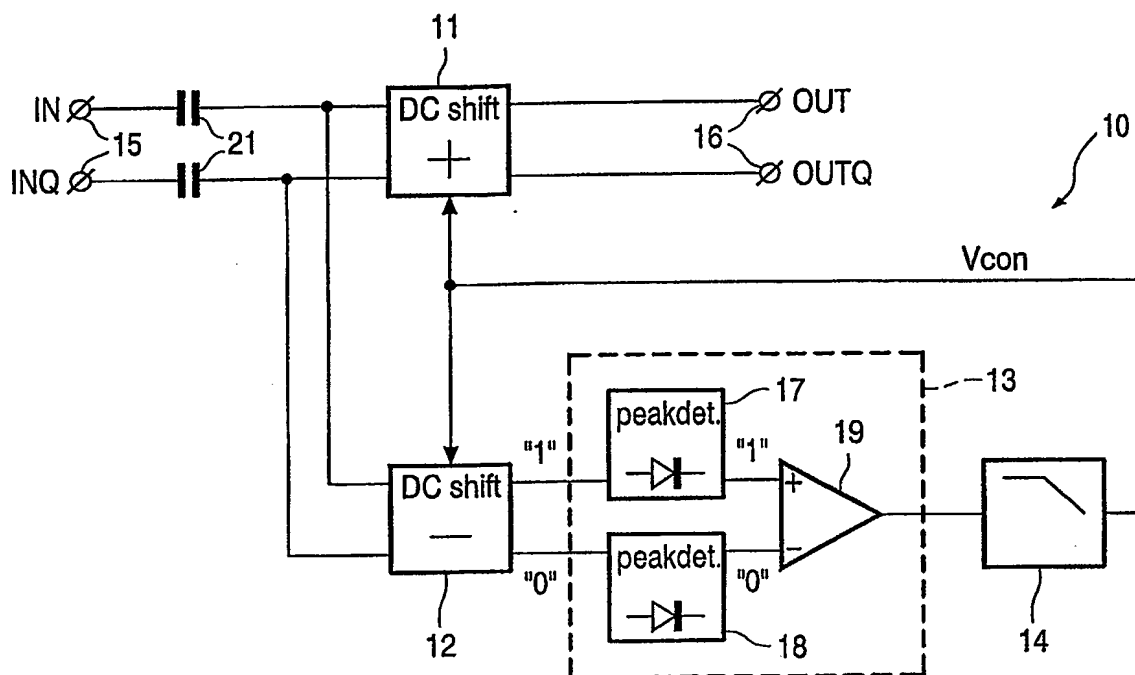 11
IN
DC shift
OUT
15
21
16
10
INQ
+
OUTQ
Vcon
13
peakdet.
17
"1"
"1"
19
DC shift
+
−
peakdet.
−
"0"
"0"
12
18
14